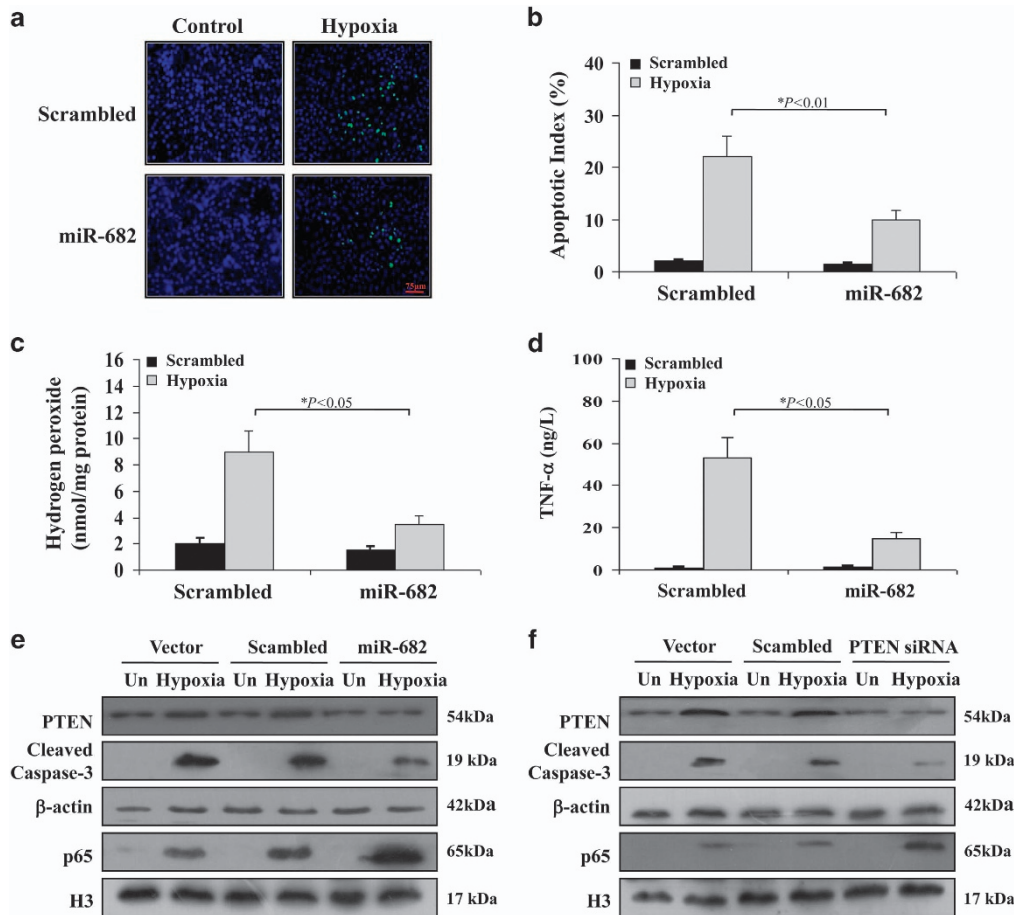 a
Control Hypoxia
Scrambled
miR-682
75μm
b
Scrambled
Hypoxia
*P<0.01
Apoptotic Index (%)
40
30
20
10
0
Scrambled miR-682
c
Scrambled
Hypoxia
*P<0.05
Hydrogen peroxide
(nmol/mg protein)
16
14
12
10
8
6
4
2
0
Scrambled miR-682
d
Scrambled
Hypoxia
*P<0.05
TNF-α (ng/L)
100
80
60
40
20
0
Scrambled miR-682
e
Vector Scambled miR-682
Un Hypoxia Un Hypoxia Un Hypoxia
PTEN 54kDa
Cleaved
Caspase-3 19 kDa
β-actin 42kDa
p65 65kDa
H3 17 kDa
f
Vector Scambled PTEN siRNA
Un Hypoxia Un Hypoxia Un Hypoxia
PTEN 54kDa
Cleaved
Caspase-3 19 kDa
β-actin 42kDa
p65 65kDa
H3 17 kDa